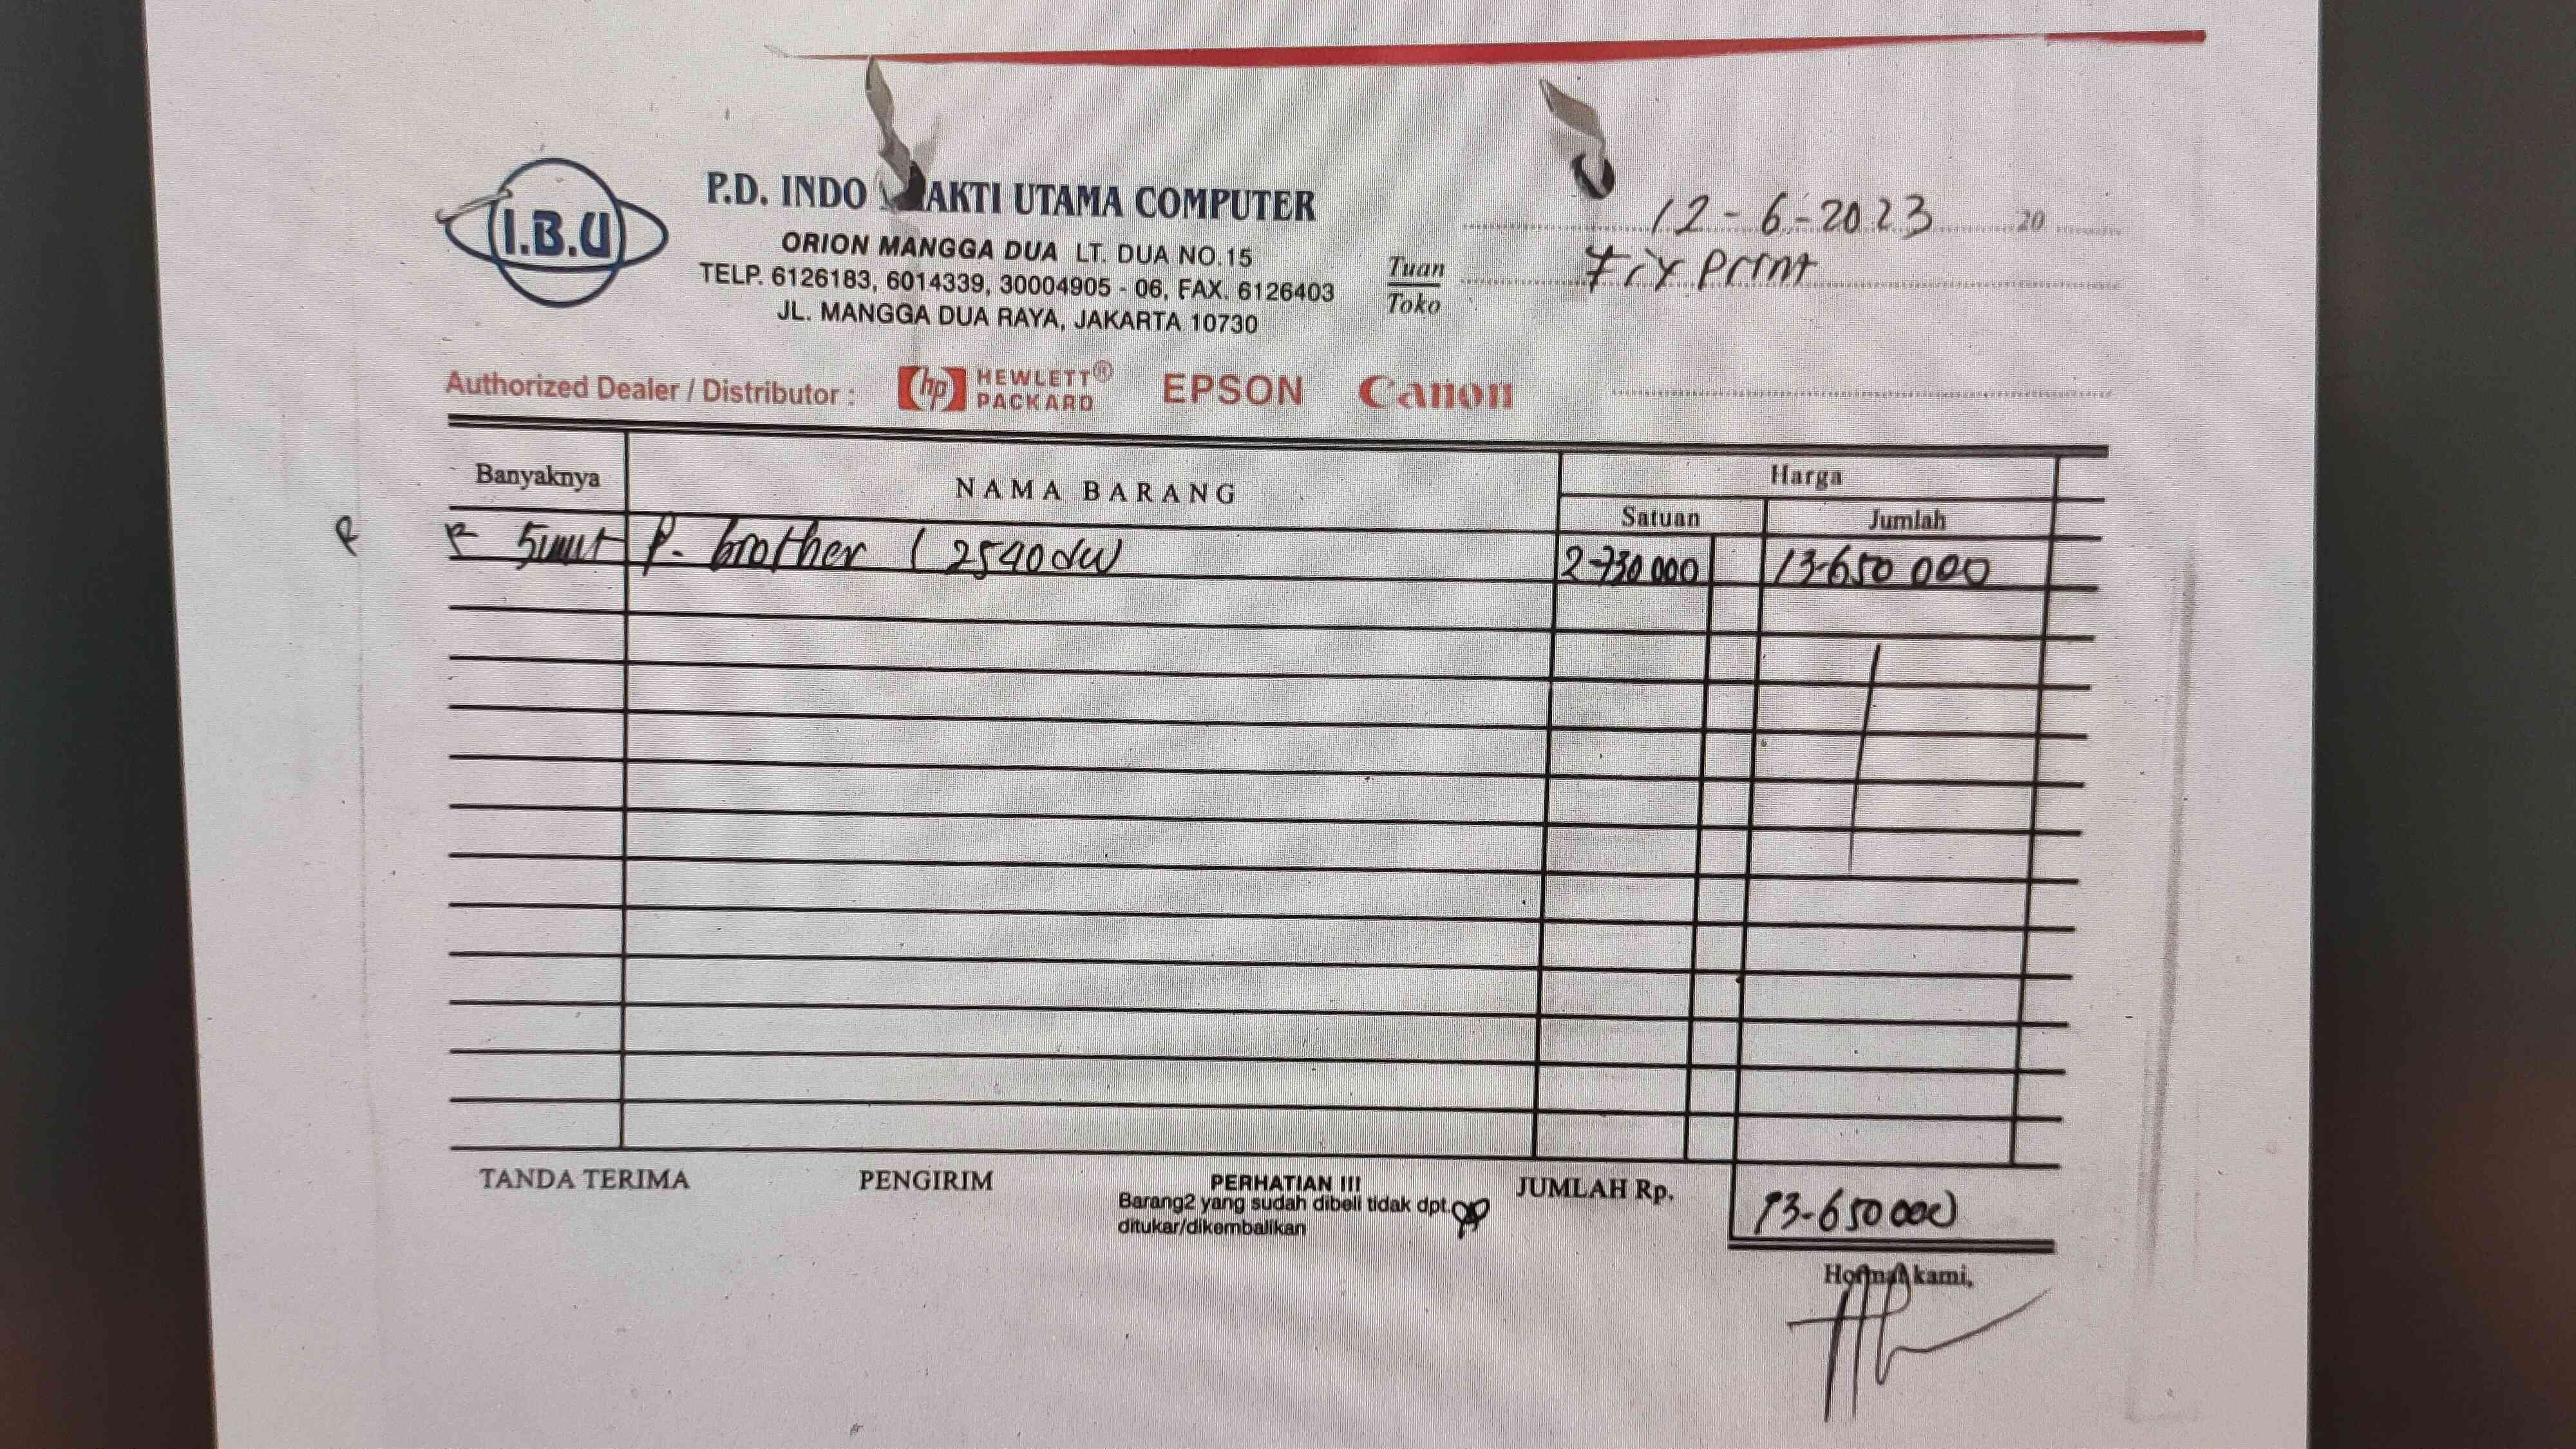 I.B.U
P.D. INDO AKTI UTAMA COMPUTER
ORION MANGGA DUA LT. DUA NO.15
TELP. 6126183, 6014339, 30004905 - 06, FAX. 6126403
JL. MANGGA DUA RAYA, JAKARTA 10730
12-6-2023 20
Tuan
Toko
Fix Print
Authorized Dealer / Distributor : hp HEWLETT® PACKARD EPSON Canon
Banyaknya NAMA BARANG Harga
Satuan Jumlah
5 unit P. brother ( 2540dw 2-730 000 13-650 000
TANDA TERIMA PENGIRIM PERHATIAN III JUMLAH Rp.
Barang2 yang sudah dibeli tidak dpt.
ditukar/dikembalikan
13-650 000
Hormat kami,